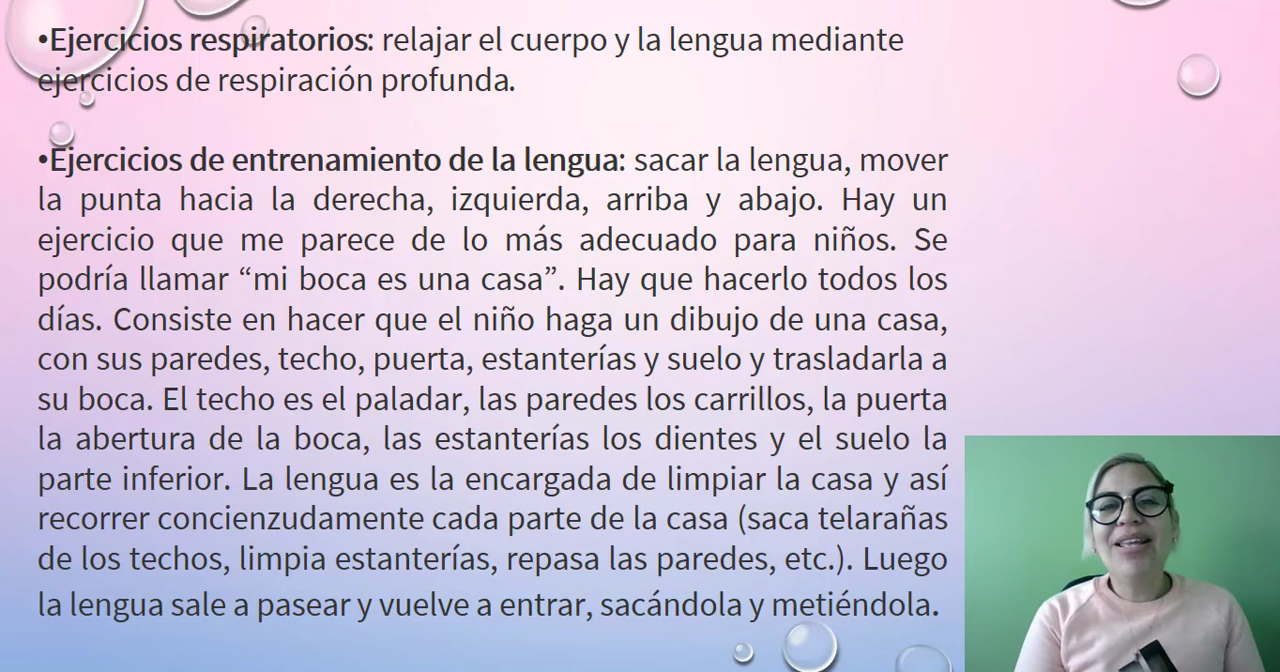 •Ejercicios respiratorios: relajar el cuerpo y la lengua mediante
ejercicios de respiración profunda.
•Ejercicios de entrenamiento de la lengua: sacar la lengua, mover
la punta hacia la derecha, izquierda, arriba y abajo. Hay un
ejercicio que me parece de lo más adecuado para niños. Se
podría llamar “mi boca es una casa”. Hay que hacerlo todos los
días. Consiste en hacer que el niño haga un dibujo de una casa,
con sus paredes, techo, puerta, estanterías y suelo y trasladarla a
su boca. El techo es el paladar, las paredes los carrillos, la puerta
la abertura de la boca, las estanterías los dientes y el suelo la
parte inferior. La lengua es la encargada de limpiar la casa y así
recorrer concienzudamente cada parte de la casa (saca telarañas
de los techos, limpia estanterías, repasa las paredes, etc.). Luego
la lengua sale a pasear y vuelve a entrar, sacándola y metiéndola.